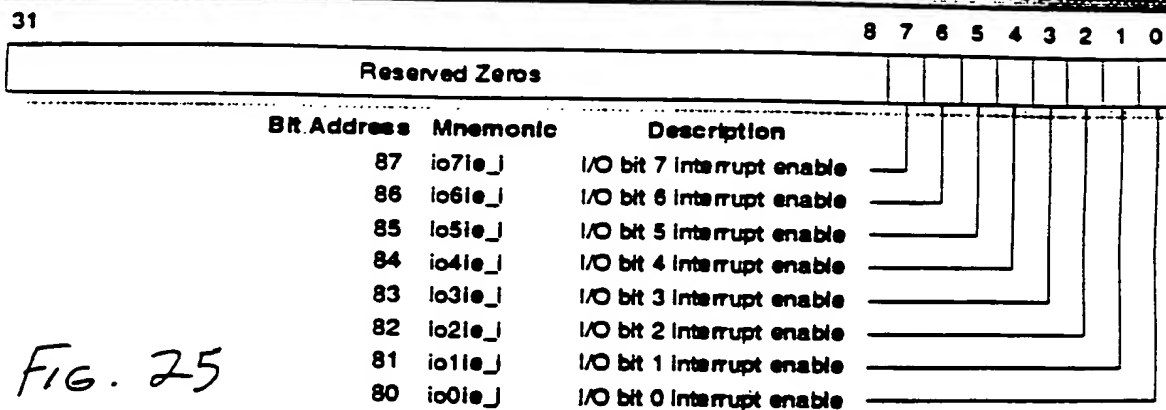 31 8 7 6 5 4 3 2 1 0
Reserved Zeros
Bit Address Mnemonic Description
87 io7ie_i I/O bit 7 interrupt enable
86 io6ie_i I/O bit 6 interrupt enable
85 io5ie_i I/O bit 5 interrupt enable
84 io4ie_i I/O bit 4 interrupt enable
83 io3ie_i I/O bit 3 interrupt enable
82 io2ie_i I/O bit 2 interrupt enable
81 io1ie_i I/O bit 1 interrupt enable
80 io0ie_i I/O bit 0 interrupt enable
FIG. 25